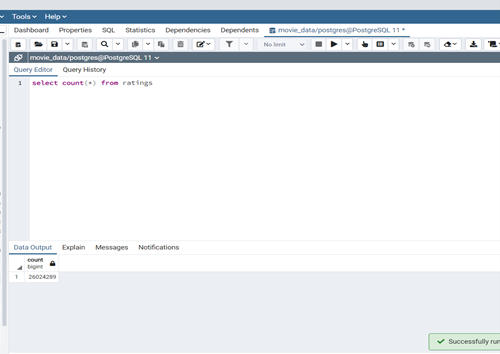 Tools Help
Dashboard Properties SQL Statistics Dependencies Dependents movie_data/postgres@PostgreSQL 11 *
No limit
movie_data/postgres@PostgreSQL 11
Query Editor Query History
1 select count(*) from ratings
Data Output Explain Messages Notifications
count
bigint
1 26024289
Successfully run